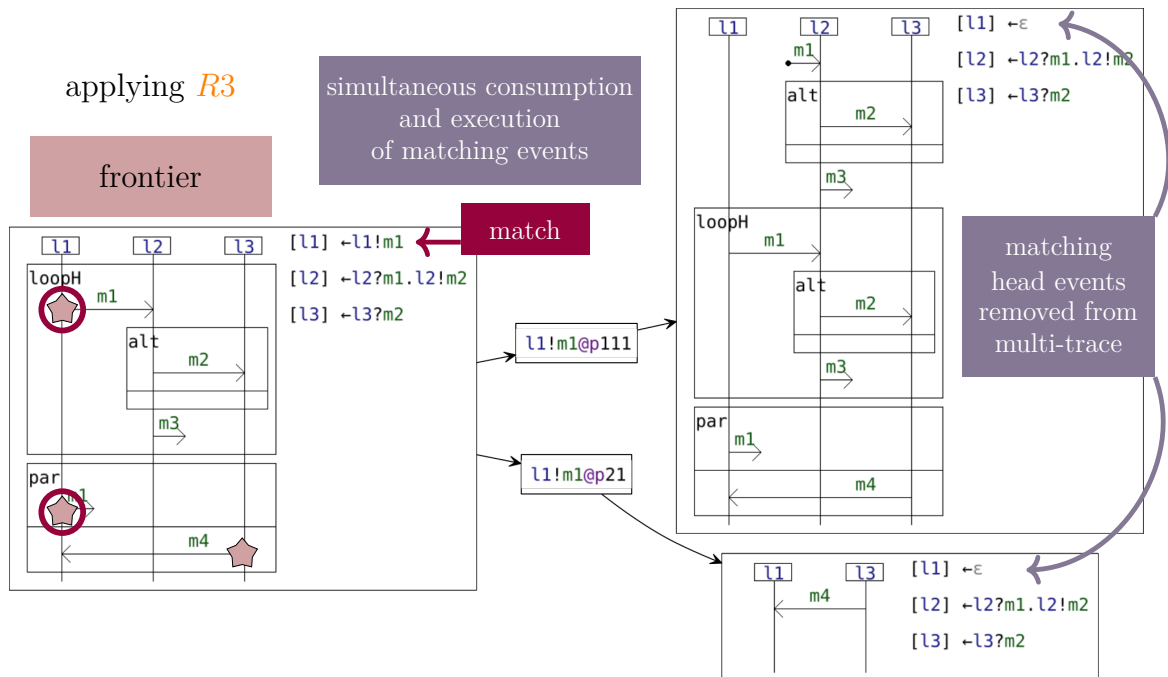 applying R3
frontier
simultaneous consumption
and execution
of matching events
match
l1 l2 l3
[l1] ←l1!m1
[l2] ←l2?m1.l2!m2
[l3] ←l3?m2
loopH
m1
alt
m2
m3
par
m1
m4
l1!m1@p111
l1!m1@p21
l1 l2 l3
[l1] ←ε
[l2] ←l2?m1.l2!m2
[l3] ←l3?m2
m1
alt
m2
m3
loopH
m1
alt
m2
m3
par
m1
m4
matching
head events
removed from
multi-trace
l1 l3
[l1] ←ε
[l2] ←l2?m1.l2!m2
[l3] ←l3?m2
m4